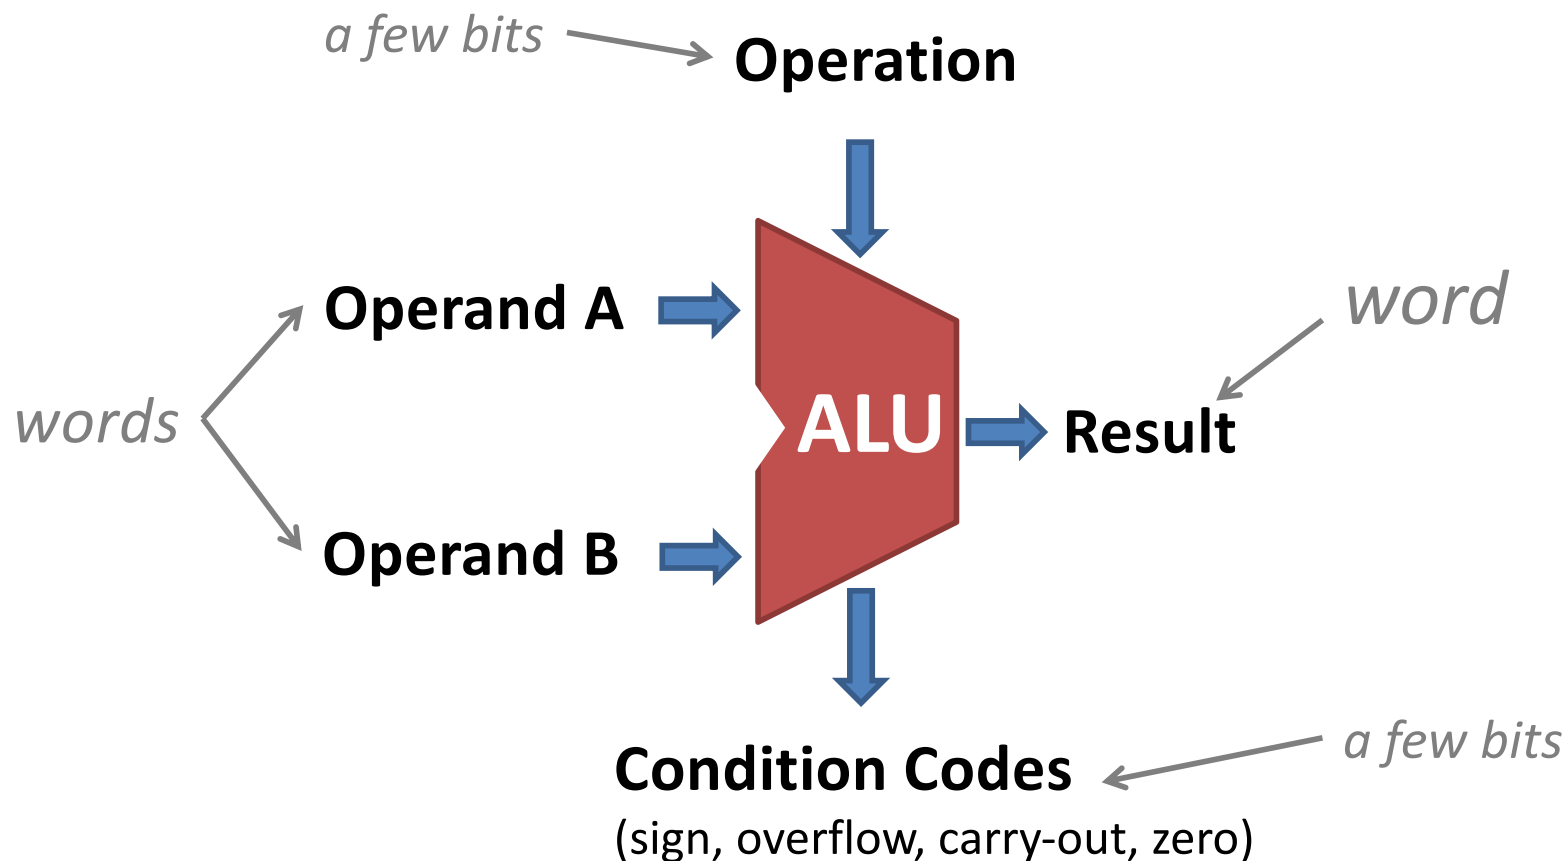 a few bits
Operation
Operand A
word
words
ALU
Result
Operand B
Condition Codes
a few bits
(sign, overflow, carry-out, zero)